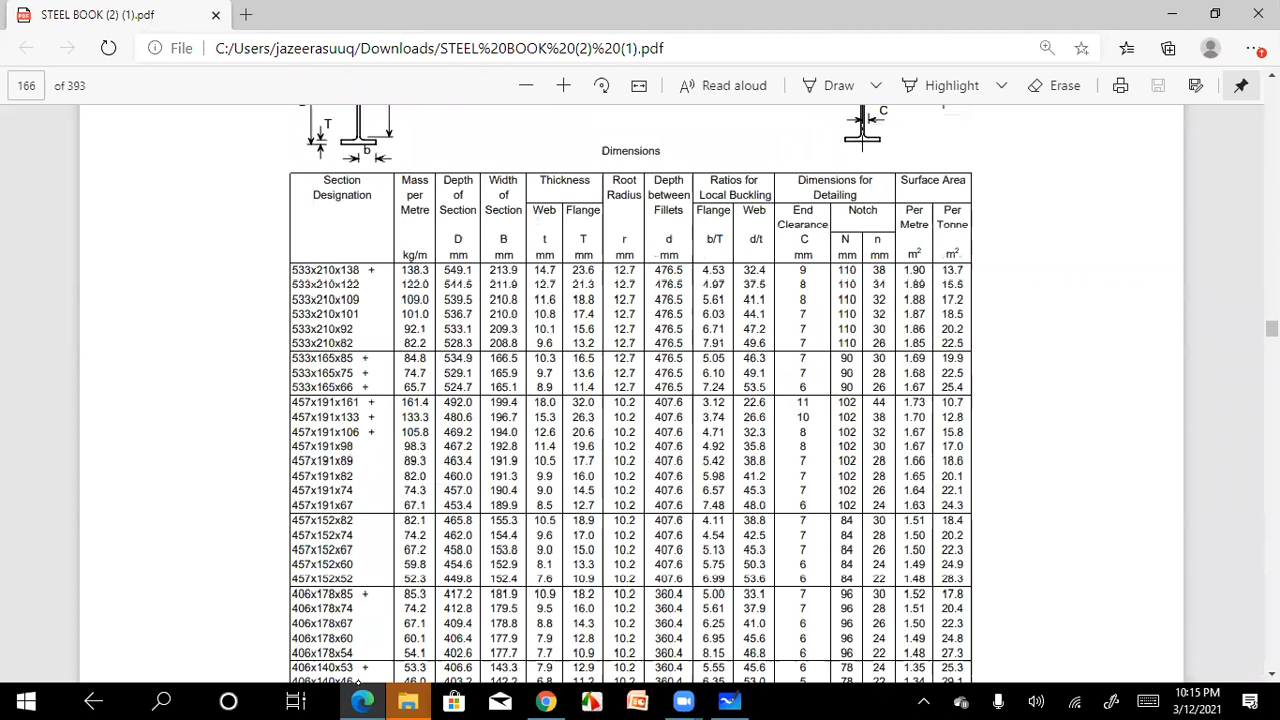 STEEL BOOK (2) (1).pdf
File C:/Users/jazeerasuuq/Downloads/STEEL%20BOOK%20(2)%20(1).pdf
166 of 393 Read aloud Draw Highlight Erase
T C
b
Dimensions
Section Mass Depth Width Thickness Root Depth Ratios for Dimensions for Surface Area
Designation per of of Radius between Local Buckling Detailing
Metre Section Section Web Flange Fillets Flange Web End Notch Per Per
Clearance Metre Tonne
D B t T r d b/T d/t C N n
kg/m mm mm mm mm mm mm mm mm mm m² m²
533x210x138 + 138.3 549.1 213.9 14.7 23.6 12.7 476.5 4.53 32.4 9 110 38 1.90 13.7
533x210x122 122.0 544.5 211.9 12.7 21.3 12.7 476.5 4.97 37.5 8 110 34 1.89 15.5
533x210x109 109.0 539.5 210.8 11.6 18.8 12.7 476.5 5.61 41.1 8 110 32 1.88 17.2
533x210x101 101.0 536.7 210.0 10.8 17.4 12.7 476.5 6.03 44.1 7 110 32 1.87 18.5
533x210x92 92.1 533.1 209.3 10.1 15.6 12.7 476.5 6.71 47.2 7 110 30 1.86 20.2
533x210x82 82.2 528.3 208.8 9.6 13.2 12.7 476.5 7.91 49.6 7 110 26 1.85 22.5
533x165x85 + 84.8 534.9 166.5 10.3 16.5 12.7 476.5 5.05 46.3 7 90 30 1.69 19.9
533x165x75 + 74.7 529.1 165.9 9.7 13.6 12.7 476.5 6.10 49.1 7 90 28 1.68 22.5
533x165x66 + 65.7 524.7 165.1 8.9 11.4 12.7 476.5 7.24 53.5 6 90 26 1.67 25.4
457x191x161 + 161.4 492.0 199.4 18.0 32.0 10.2 407.6 3.12 22.6 11 102 44 1.73 10.7
457x191x133 + 133.3 480.6 196.7 15.3 26.3 10.2 407.6 3.74 26.6 10 102 38 1.70 12.8
457x191x106 + 105.8 469.2 194.0 12.6 20.6 10.2 407.6 4.71 32.3 8 102 32 1.67 15.8
457x191x98 98.3 467.2 192.8 11.4 19.6 10.2 407.6 4.92 35.8 8 102 30 1.67 17.0
457x191x89 89.3 463.4 191.9 10.5 17.7 10.2 407.6 5.42 38.8 7 102 28 1.66 18.6
457x191x82 82.0 460.0 191.3 9.9 16.0 10.2 407.6 5.98 41.2 7 102 28 1.65 20.1
457x191x74 74.3 457.0 190.4 9.0 14.5 10.2 407.6 6.57 45.3 7 102 26 1.64 22.1
457x191x67 67.1 453.4 189.9 8.5 12.7 10.2 407.6 7.48 48.0 6 102 24 1.63 24.3
457x152x82 82.1 465.8 155.3 10.5 18.9 10.2 407.6 4.11 38.8 7 84 30 1.51 18.4
457x152x74 74.2 462.0 154.4 9.6 17.0 10.2 407.6 4.54 42.5 7 84 28 1.50 20.2
457x152x67 67.2 458.0 153.8 9.0 15.0 10.2 407.6 5.13 45.3 7 84 26 1.50 22.3
457x152x60 59.8 454.6 152.9 8.1 13.3 10.2 407.6 5.75 50.3 6 84 24 1.49 24.9
457x152x52 52.3 449.8 152.4 7.6 10.9 10.2 407.6 6.99 53.6 6 84 22 1.48 28.3
406x178x85 + 85.3 417.2 181.9 10.9 18.2 10.2 360.4 5.00 33.1 7 96 30 1.52 17.8
406x178x74 74.2 412.8 179.5 9.5 16.0 10.2 360.4 5.61 37.9 7 96 28 1.51 20.4
406x178x67 67.1 409.4 178.8 8.8 14.3 10.2 360.4 6.25 41.0 6 96 26 1.50 22.3
406x178x60 60.1 406.4 177.9 7.9 12.8 10.2 360.4 6.95 45.6 6 96 24 1.49 24.8
406x178x54 54.1 402.6 177.7 7.7 10.9 10.2 360.4 8.15 46.8 6 96 22 1.48 27.3
406x140x53 + 53.3 406.6 143.3 7.9 12.9 10.2 360.4 5.55 45.6 6 78 24 1.35 25.3
406x140x46 46.0 403.2 142.2 6.8 11.2 10.2 360.4 6.35 53.0 5 78 22 1.34 29.1
10:15 PM
3/12/2021